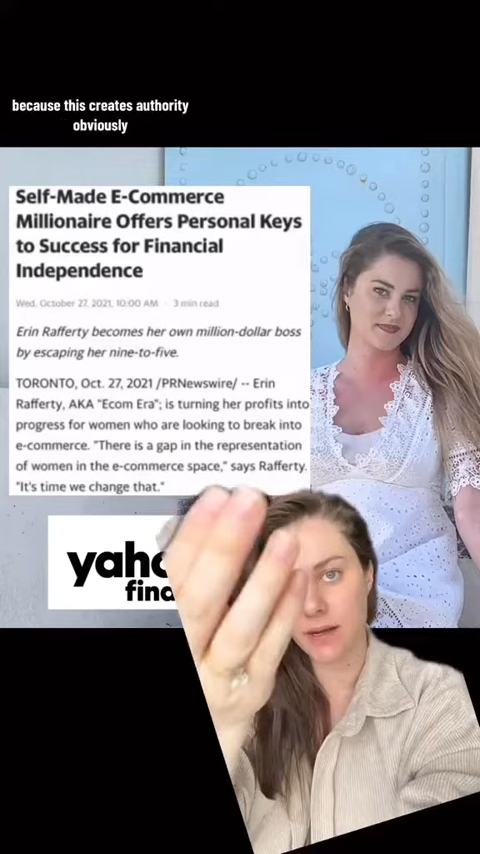 because this creates authority
obviously
Self-Made E-Commerce
Millionaire Offers Personal Keys
to Success for Financial
Independence
Wed, October 27, 2021, 10:00 AM · 3 min read
Erin Rafferty becomes her own million-dollar boss
by escaping her nine-to-five.
TORONTO, Oct. 27, 2021 /PRNewswire/ -- Erin
Rafferty, AKA "Ecom Era"; is turning her profits into
progress for women who are looking to break into
e-commerce. "There is a gap in the representation
of women in the e-commerce space," says Rafferty.
"It's time we change that."